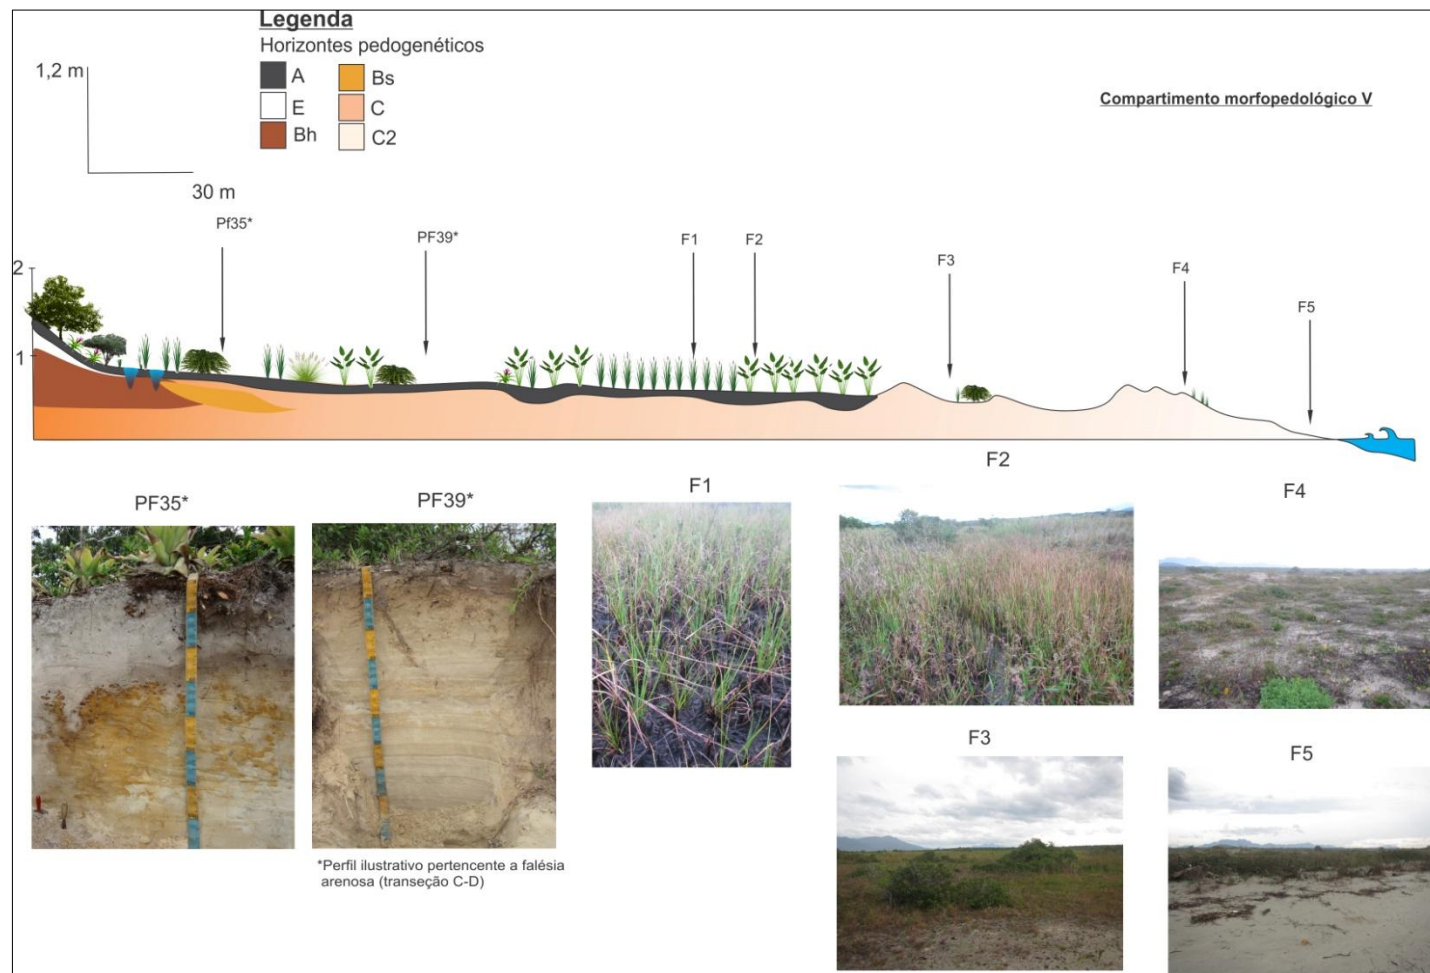 Legenda
Horizontes pedogenéticos
A
Bs
E
C
Bh
C2
1,2 m
30 m
Compartimento morfopedológico V
Pf35*
PF39*
F1
F2
F3
F4
F5
2
1
PF35*
PF39*
F1
F2
F4
F3
F5
*Perfil ilustrativo pertencente a falésia
arenosa (transeção C-D)